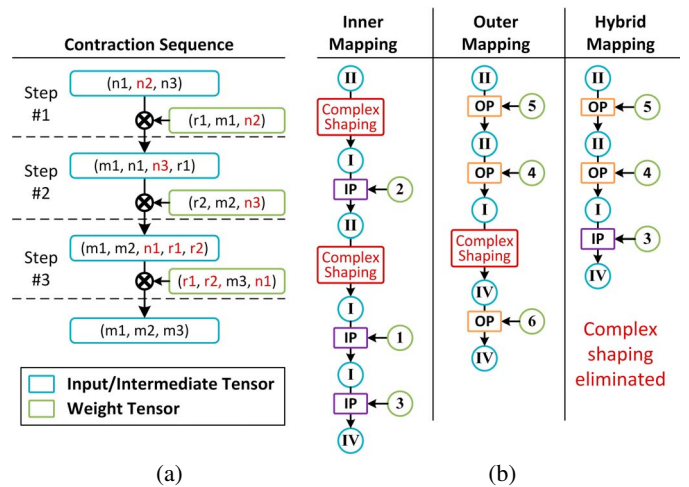 Contraction Sequence
Step
#1
(n1, n2, n3)
(r1, m1, n2)
Step
#2
(m1, n1, n3, r1)
(r2, m2, n3)
Step
#3
(m1, m2, n1, r1, r2)
(r1, r2, m3, n1)
(m1, m2, m3)
Input/Intermediate Tensor
Weight Tensor
(a)
Inner
Mapping
II
Complex
Shaping
I
IP
2
II
Complex
Shaping
I
IP
1
I
IP
3
IV
Outer
Mapping
II
OP
5
II
OP
4
I
Complex
Shaping
IV
OP
6
IV
Hybrid
Mapping
II
OP
5
II
OP
4
I
IP
3
IV
Complex
shaping
eliminated
(b)